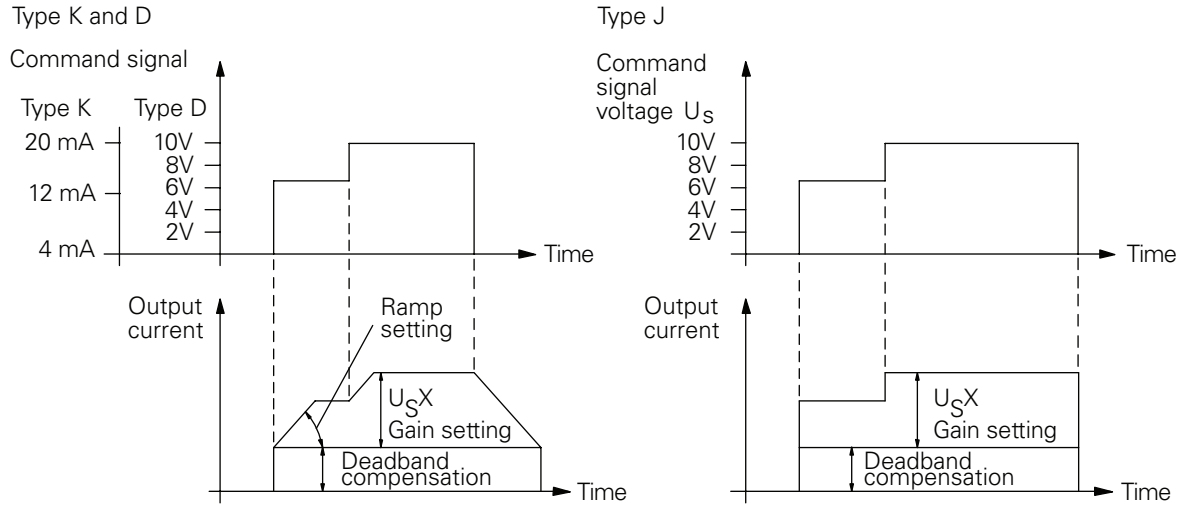 Type K and D
Command signal
Type K
Type D
20 mA
12 mA
4 mA
10V
8V
6V
4V
2V
Time
Output
current
Ramp
setting
USX
Gain setting
Deadband
compensation
Time
Type J
Command
signal
voltage US
10V
8V
6V
4V
2V
Time
Output
current
USX
Gain setting
Deadband
compensation
Time